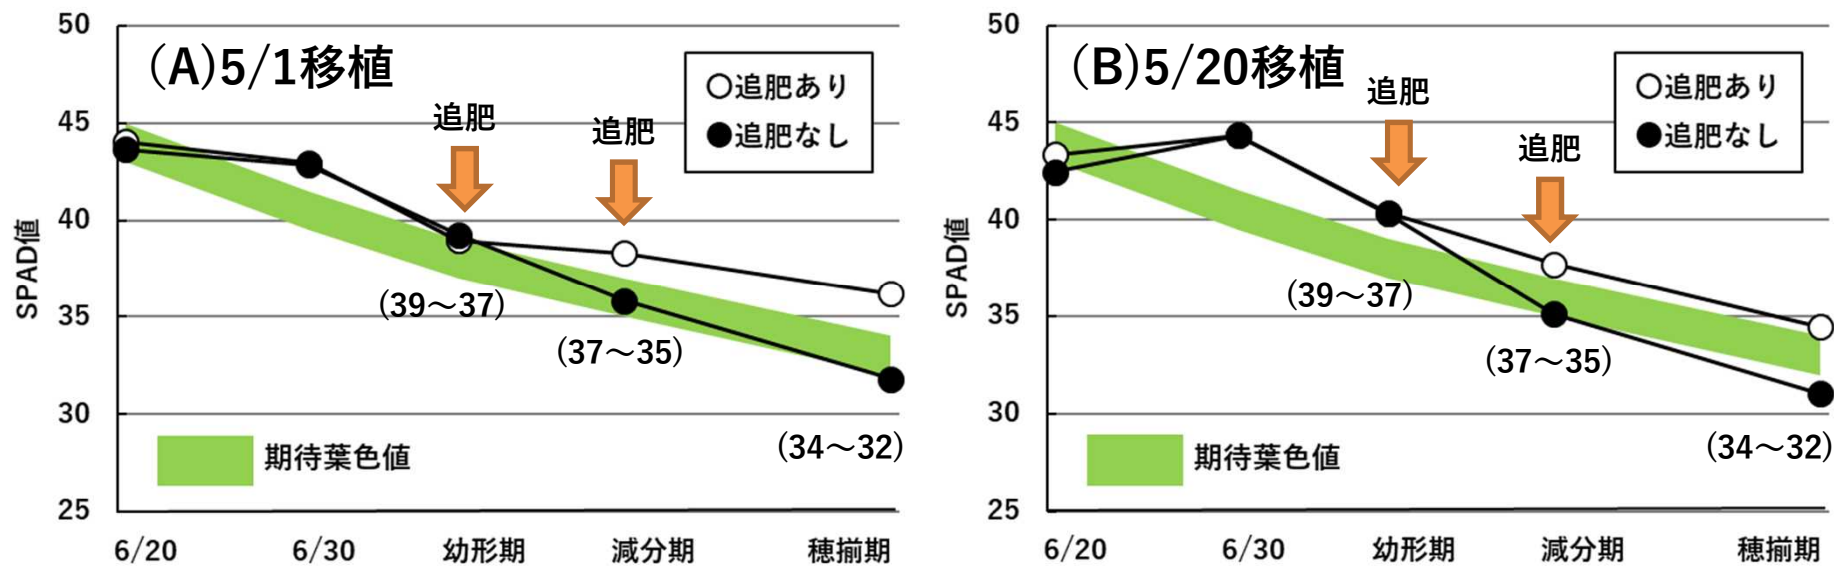 (A)5/1移植
追肥
追肥
○追肥あり
●追肥なし
SPAD値
50
45
40
35
30
25
(39～37)
(37～35)
(34～32)
期待葉色値
6/20
6/30
幼形期
減分期
穂揃期
(B)5/20移植
追肥
追肥
○追肥あり
●追肥なし
SPAD値
50
45
40
35
30
25
(39～37)
(37～35)
(34～32)
期待葉色値
6/20
6/30
幼形期
減分期
穂揃期